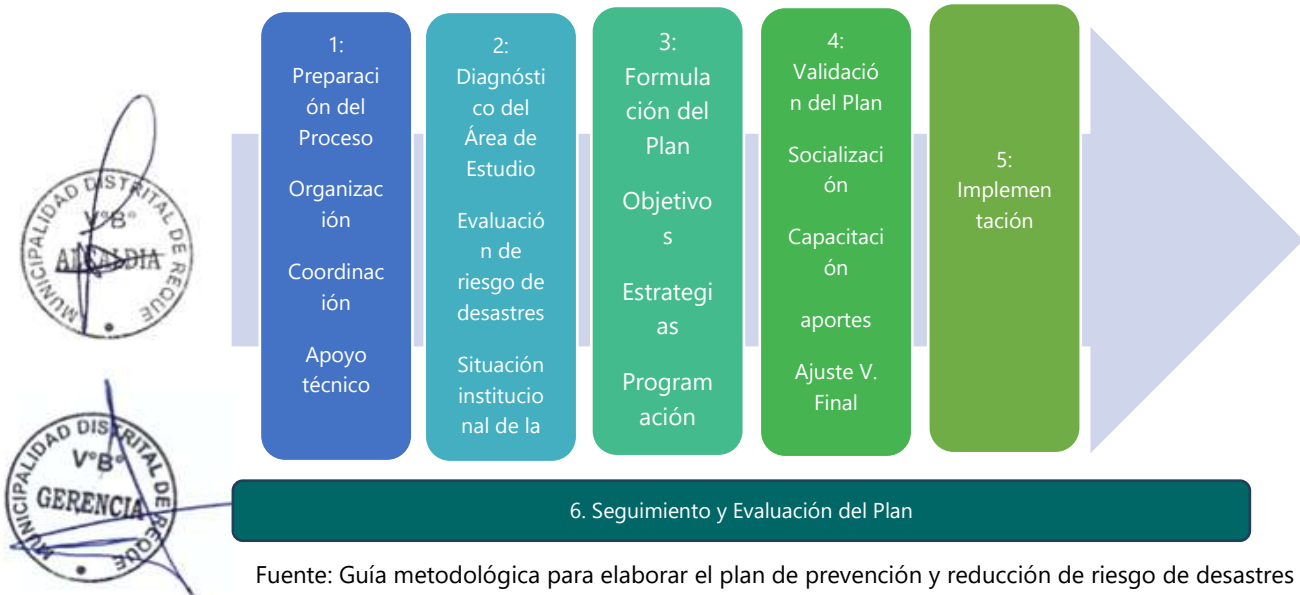 1:
Preparaci
ón del
Proceso
Organizac
ión
Coordinac
ión
Apoyo
técnico
2:
Diagnósti
co del
Área de
Estudio
Evaluació
n de
riesgo de
desastres
Situación
institucio
nal de la
3:
Formula
ción del
Plan
Objetivo
s
Estrategi
as
Program
ación
4:
Validació
n del Plan
Socializaci
ón
Capacitaci
ón
aportes
Ajuste V.
Final
5:
Implemen
tación
6. Seguimiento y Evaluación del Plan
MUNICIPALIDAD DISTRITAL DE REQUE
V°B°
ALCALDIA
MUNICIPALIDAD DISTRITAL DE REQUE
V°B°
GERENCIA
Fuente: Guía metodológica para elaborar el plan de prevención y reducción de riesgo de desastres